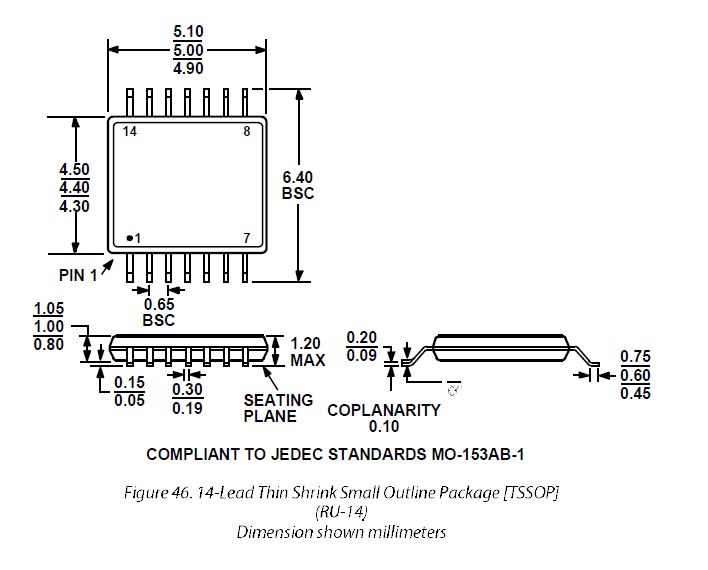 5.10
5.00
4.90
14
8
4.50
4.40
4.30
6.40
BSC
1
7
PIN 1
0.65
BSC
1.05
1.00
0.80
1.20
MAX
0.20
0.09
0.75
0.60
0.45
0.15
0.05
0.30
0.19
SEATING
PLANE
COPLANARITY
0.10
COMPLIANT TO JEDEC STANDARDS MO-153AB-1
Figure 46. 14-Lead Thin Shrink Small Outline Package [TSSOP]
(RU-14)
Dimension shown millimeters